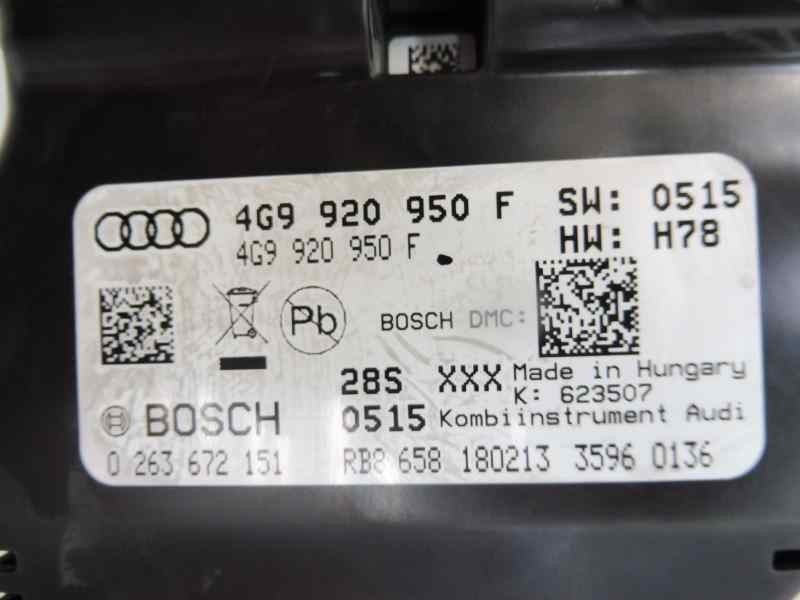 4G9 920 950 F SW: 0515
4G9 920 950 F HW: H78
Pb BOSCH DMC:
28S XXX Made in Hungary
K: 623507
BOSCH 0515 Kombiinstrument Audi
0 263 672 151 RB8 658 180213 3596 0136